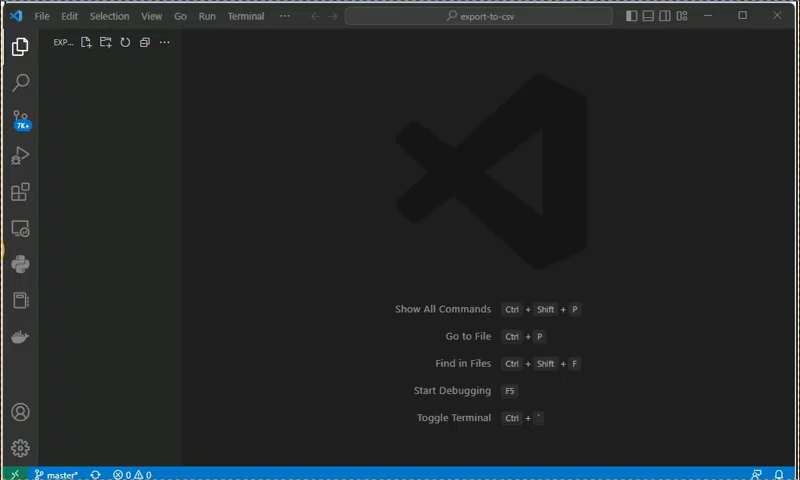 File Edit Selection View Go Run Terminal ··· export-to-csv
EXP... ···
7K+
Show All Commands Ctrl + Shift + P
Go to File Ctrl + P
Find in Files Ctrl + Shift + F
Start Debugging F5
Toggle Terminal Ctrl + `
master* 0 0